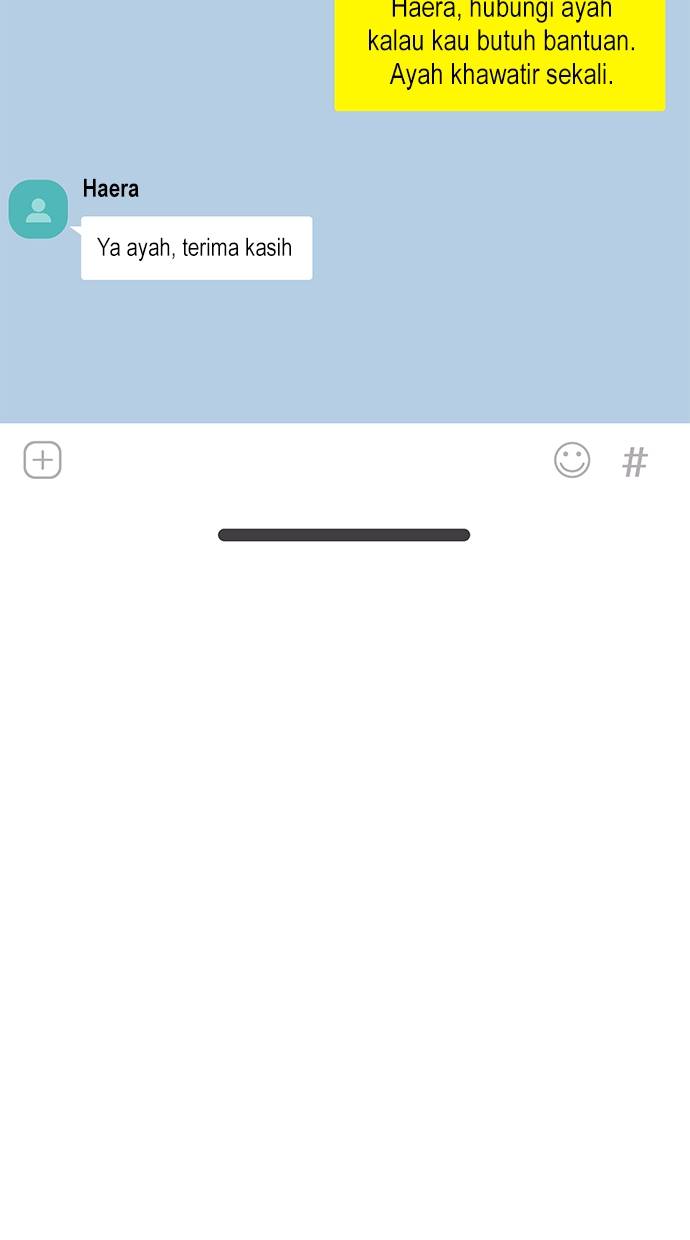 Haera, hubungi ayah
kalau kau butuh bantuan.
Ayah khawatir sekali.
Haera
Ya ayah, terima kasih
#